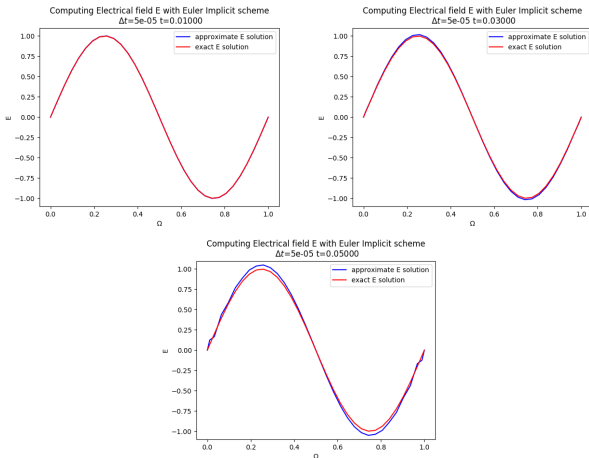 Computing Electrical field E with Euler Implicit scheme
Δt=5e-05 t=0.01000
approximate E solution
exact E solution
1.00
0.75
0.50
0.25
0.00
−0.25
−0.50
−0.75
−1.00
E
0.0 0.2 0.4 0.6 0.8 1.0
Ω
Computing Electrical field E with Euler Implicit scheme
Δt=5e-05 t=0.03000
approximate E solution
exact E solution
1.00
0.75
0.50
0.25
0.00
−0.25
−0.50
−0.75
−1.00
E
0.0 0.2 0.4 0.6 0.8 1.0
Ω
Computing Electrical field E with Euler Implicit scheme
Δt=5e-05 t=0.05000
approximate E solution
exact E solution
1.00
0.75
0.50
0.25
0.00
−0.25
−0.50
−0.75
−1.00
E
0.0 0.2 0.4 0.6 0.8 1.0
Ω